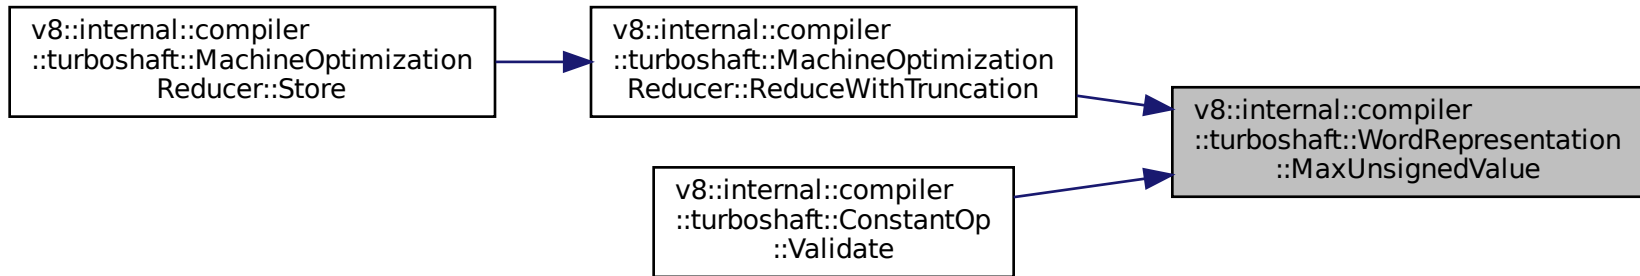 v8::internal::compiler
::turboshaft::MachineOptimization
Reducer::Store
v8::internal::compiler
::turboshaft::MachineOptimization
Reducer::ReduceWithTruncation
v8::internal::compiler
::turboshaft::WordRepresentation
::MaxUnsignedValue
v8::internal::compiler
::turboshaft::ConstantOp
::Validate